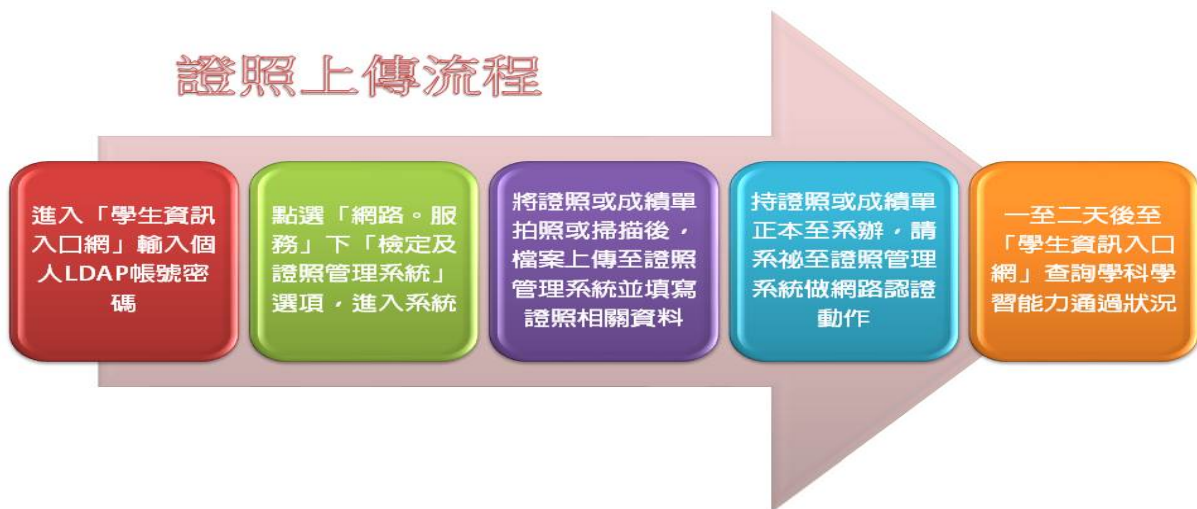 證照上傳流程
進入「學生資訊
入口網」輸入個
人LDAP帳號密
碼
點選「網路。服
務」下「檢定及
證照管理系統」
選項，進入系統
將證照或成績單
拍照或掃描後，
檔案上傳至證照
管理系統並填寫
證照相關資料
持證照或成績單
正本至系辦，請
系祕至證照管理
系統做網路認證
動作
一至二天後至
「學生資訊入口
網」查詢學科學
習能力通過狀況